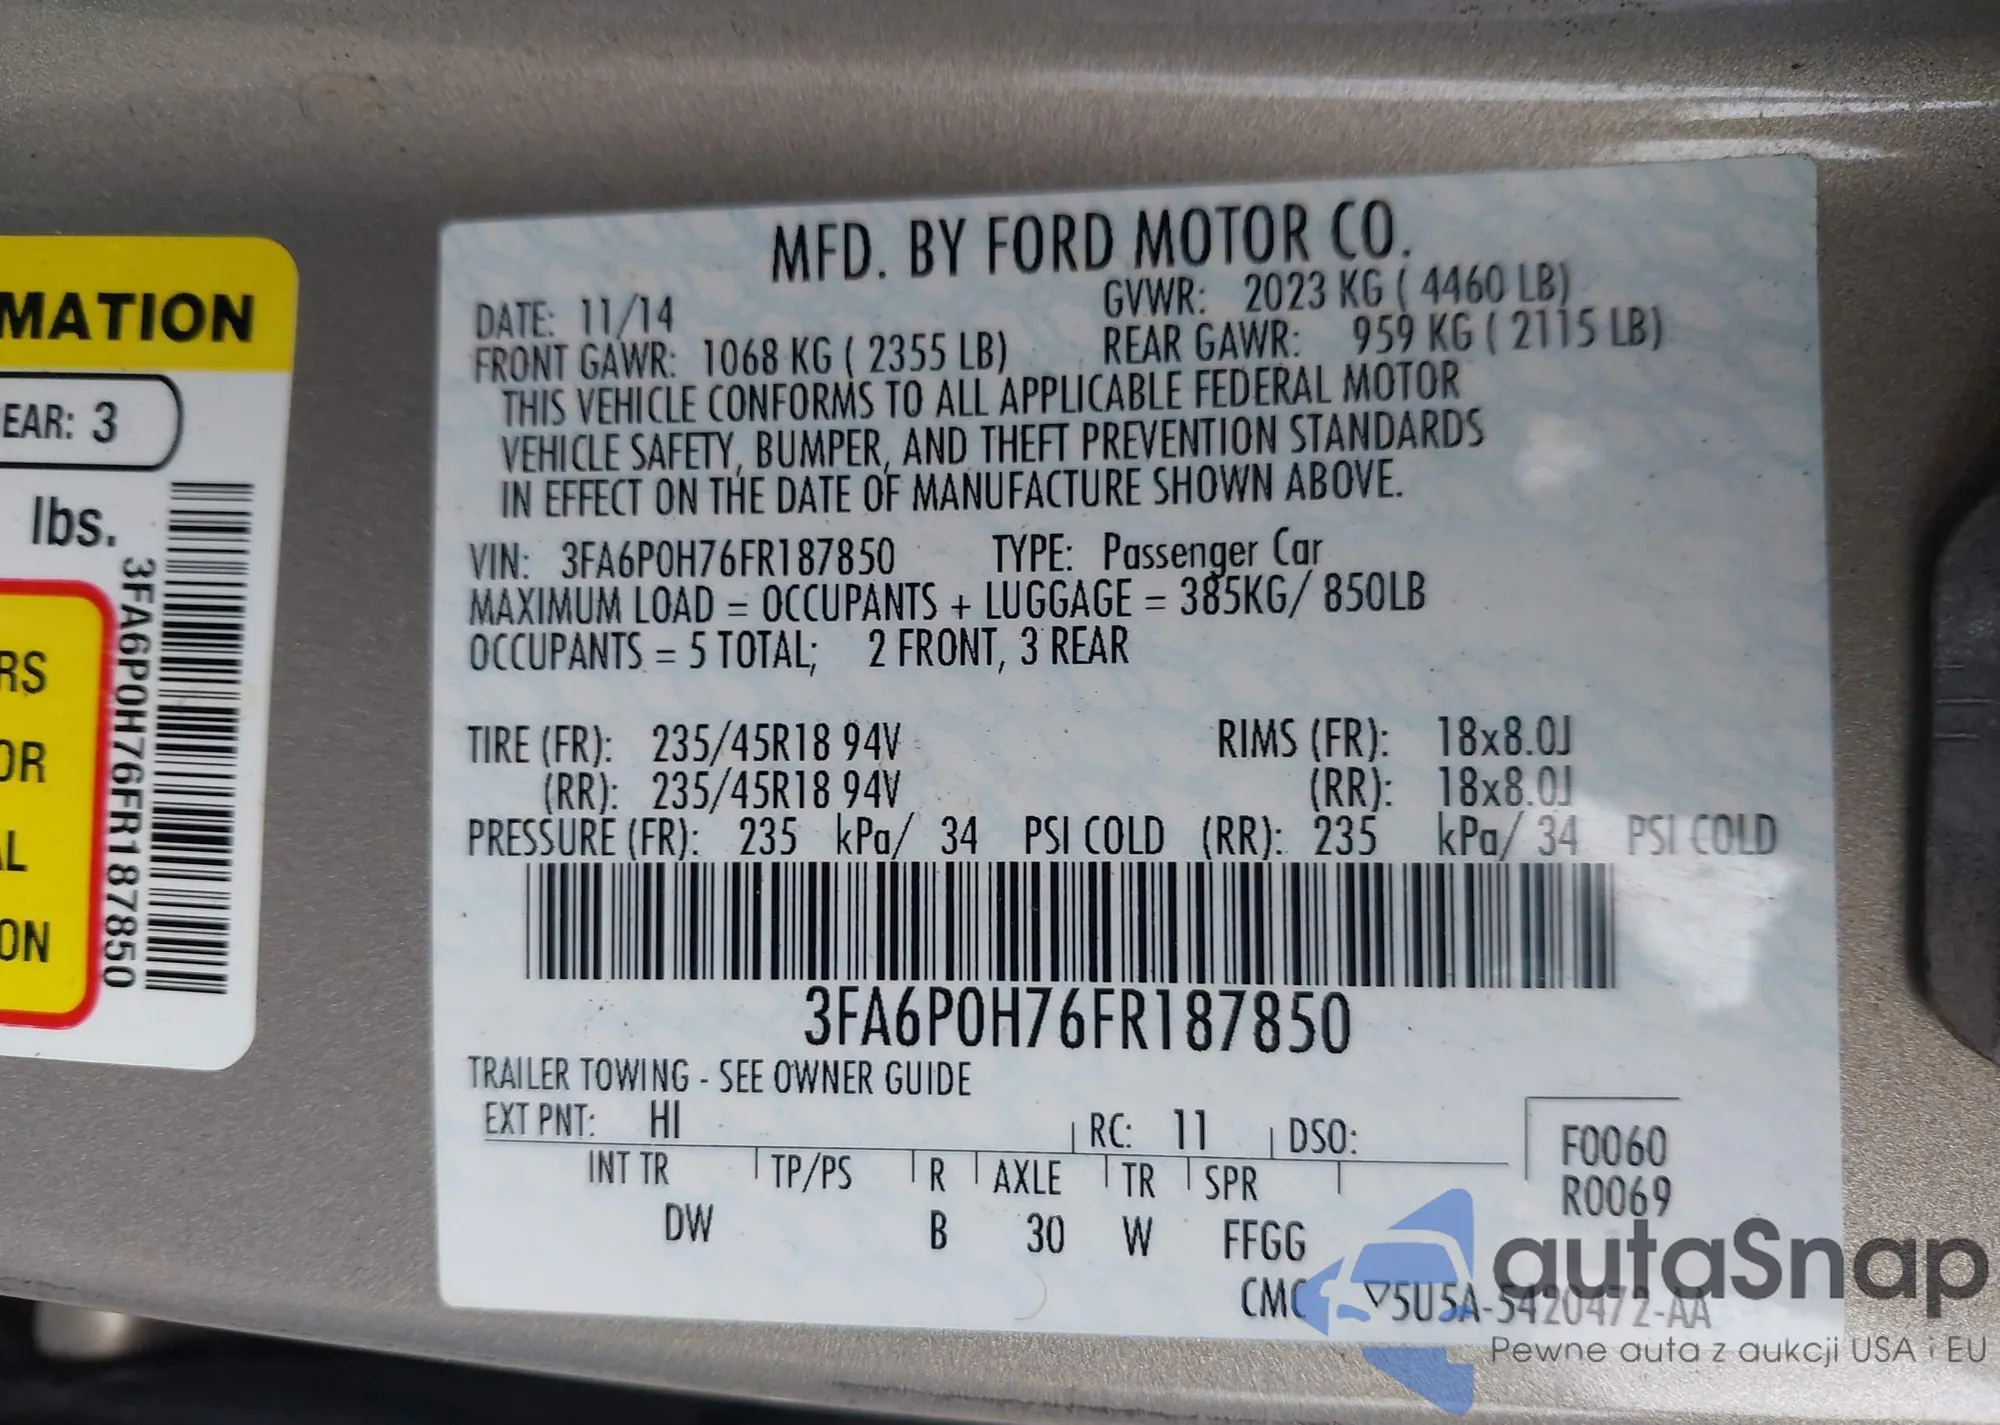 MATION
EAR: 3
lbs.
3FA6P0H76FR187850
RS
OR
AL
ON
MFD. BY FORD MOTOR CO.
DATE: 11/14 GVWR: 2023 KG ( 4460 LB)
FRONT GAWR: 1068 KG ( 2355 LB) REAR GAWR: 959 KG ( 2115 LB)
THIS VEHICLE CONFORMS TO ALL APPLICABLE FEDERAL MOTOR
VEHICLE SAFETY, BUMPER, AND THEFT PREVENTION STANDARDS
IN EFFECT ON THE DATE OF MANUFACTURE SHOWN ABOVE.
VIN: 3FA6P0H76FR187850 TYPE: Passenger Car
MAXIMUM LOAD = OCCUPANTS + LUGGAGE = 385KG/ 850LB
OCCUPANTS = 5 TOTAL; 2 FRONT, 3 REAR
TIRE (FR): 235/45R18 94V RIMS (FR): 18x8.0J
(RR): 235/45R18 94V (RR): 18x8.0J
PRESSURE (FR): 235 kPa/ 34 PSI COLD (RR): 235 kPa/ 34 PSI COLD
3FA6P0H76FR187850
TRAILER TOWING - SEE OWNER GUIDE
EXT PNT: HI RC: 11 DSO: F0060
INT TR TP/PS R AXLE TR SPR R0069
DW B 30 W FFGG
CMC ▽5U5A-5420472-AA
autaSnap
Pewne auta z aukcji USA i EU